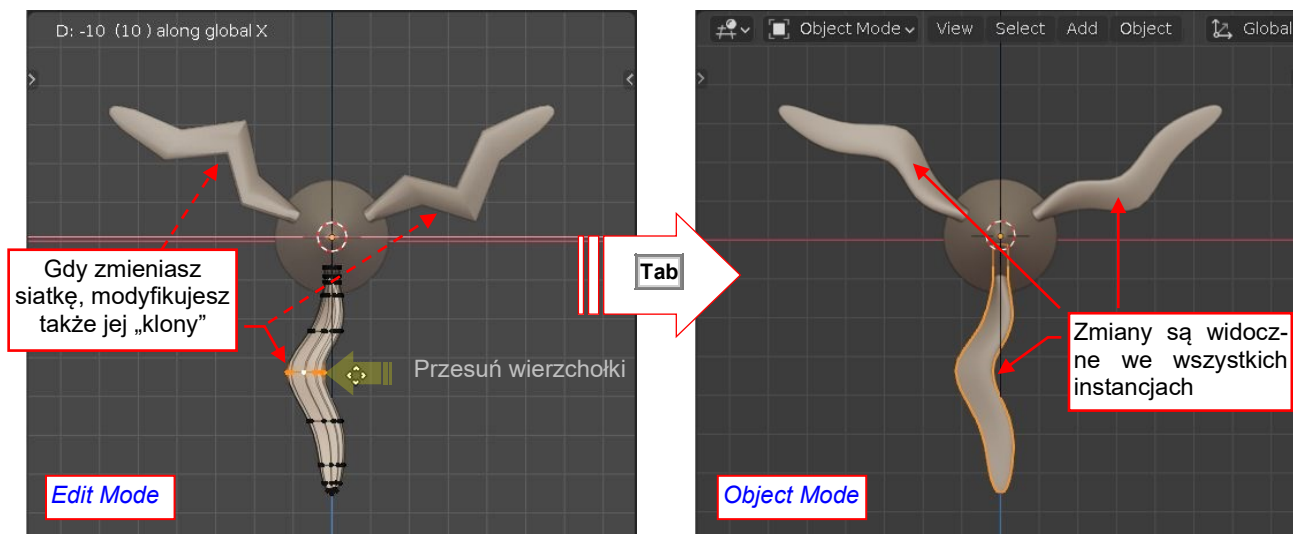 D: -10 (10 ) along global X
Gdy zmieniasz
siatkę, modyfikujesz
także jej „klony”
Przesuń wierzchołki
Edit Mode
Tab
Object Mode View Select Add Object Global
Zmiany są widocz-
ne we wszystkich
instancjach
Object Mode